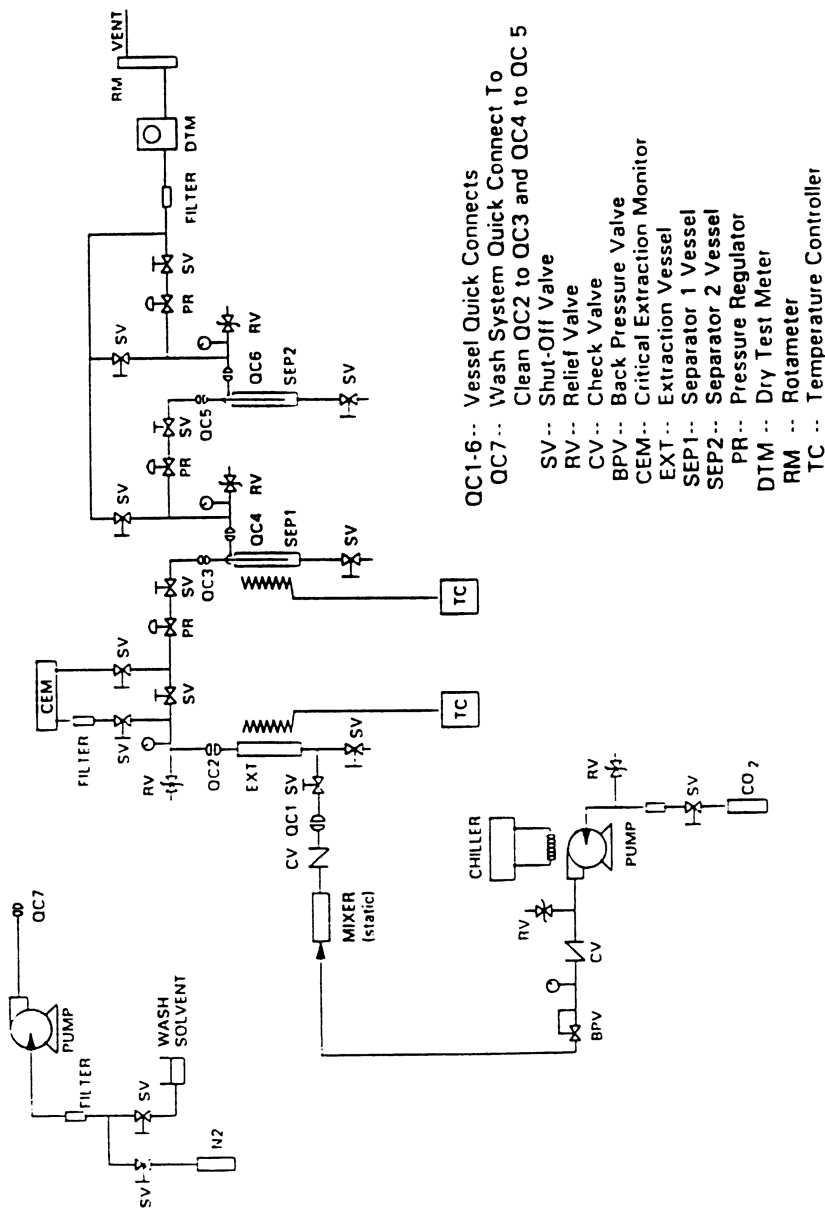 VENT
RM
DTM
FILTER
SV
PR
SV
RV
QC6
SEP2
SV
QC5
SV
PR
SV
RV
QC4
SEP1
SV
QC3
SV
PR
SV
CEM
SV
FILTER
SV
RV
QC2
EXT
TC
TC
SV
SV
QC1
CV
MIXER
(static)
CHILLER
PUMP
RV
SV
CO2
RV
CV
BPV
QC7
PUMP
FILTER
WASH
SOLVENT
SV
SV
N2
QC1-6 -- Vessel Quick Connects
QC7 -- Wash System Quick Connect To
Clean QC2 to QC3 and QC4 to QC 5
SV -- Shut-Off Valve
RV -- Relief Valve
CV -- Check Valve
BPV -- Back Pressure Valve
CEM -- Critical Extraction Monitor
EXT -- Extraction Vessel
SEP1 -- Separator 1 Vessel
SEP2 -- Separator 2 Vessel
PR -- Pressure Regulator
DTM -- Dry Test Meter
RM -- Rotameter
TC -- Temperature Controller